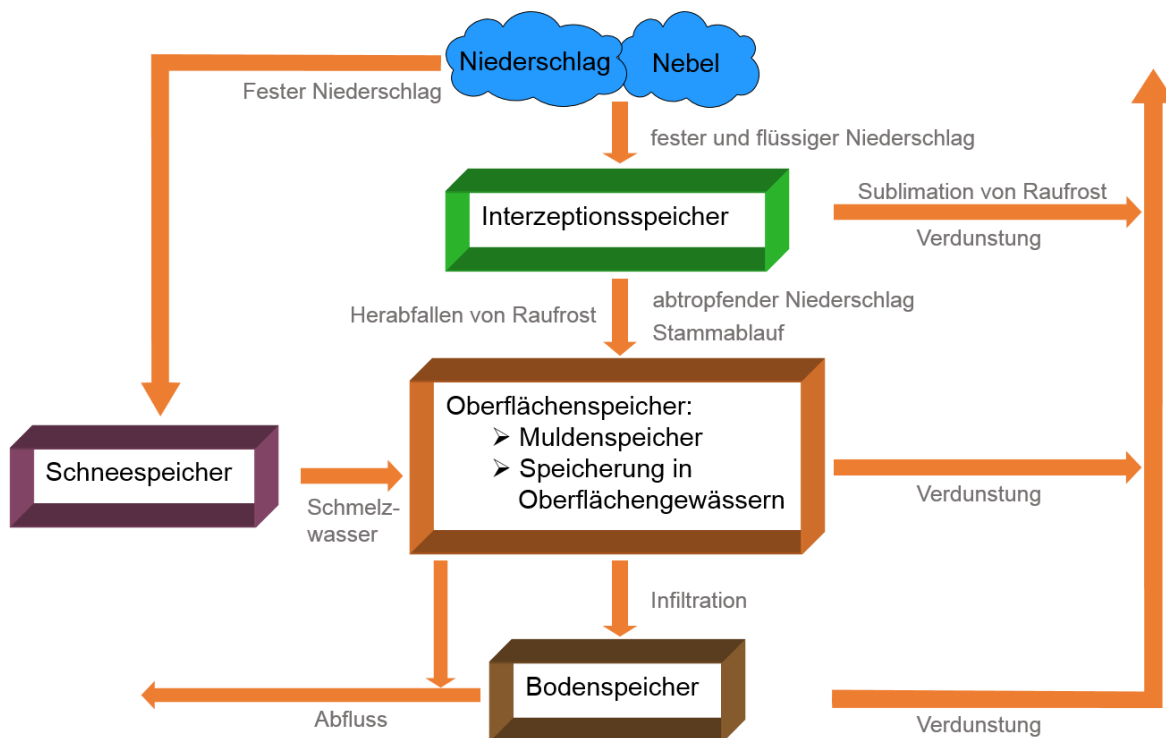 Niederschlag
Nebel
Fester Niederschlag
fester und flüssiger Niederschlag
Interzeptionsspeicher
Sublimation von Raufrost
Verdunstung
Herabfallen von Raufrost
abtropfender Niederschlag
Stammablauf
Oberflächenspeicher:
➢ Muldenspeicher
➢ Speicherung in
Oberflächengewässern
Schneespeicher
Schmelz-
wasser
Verdunstung
Infiltration
Bodenspeicher
Abfluss
Verdunstung